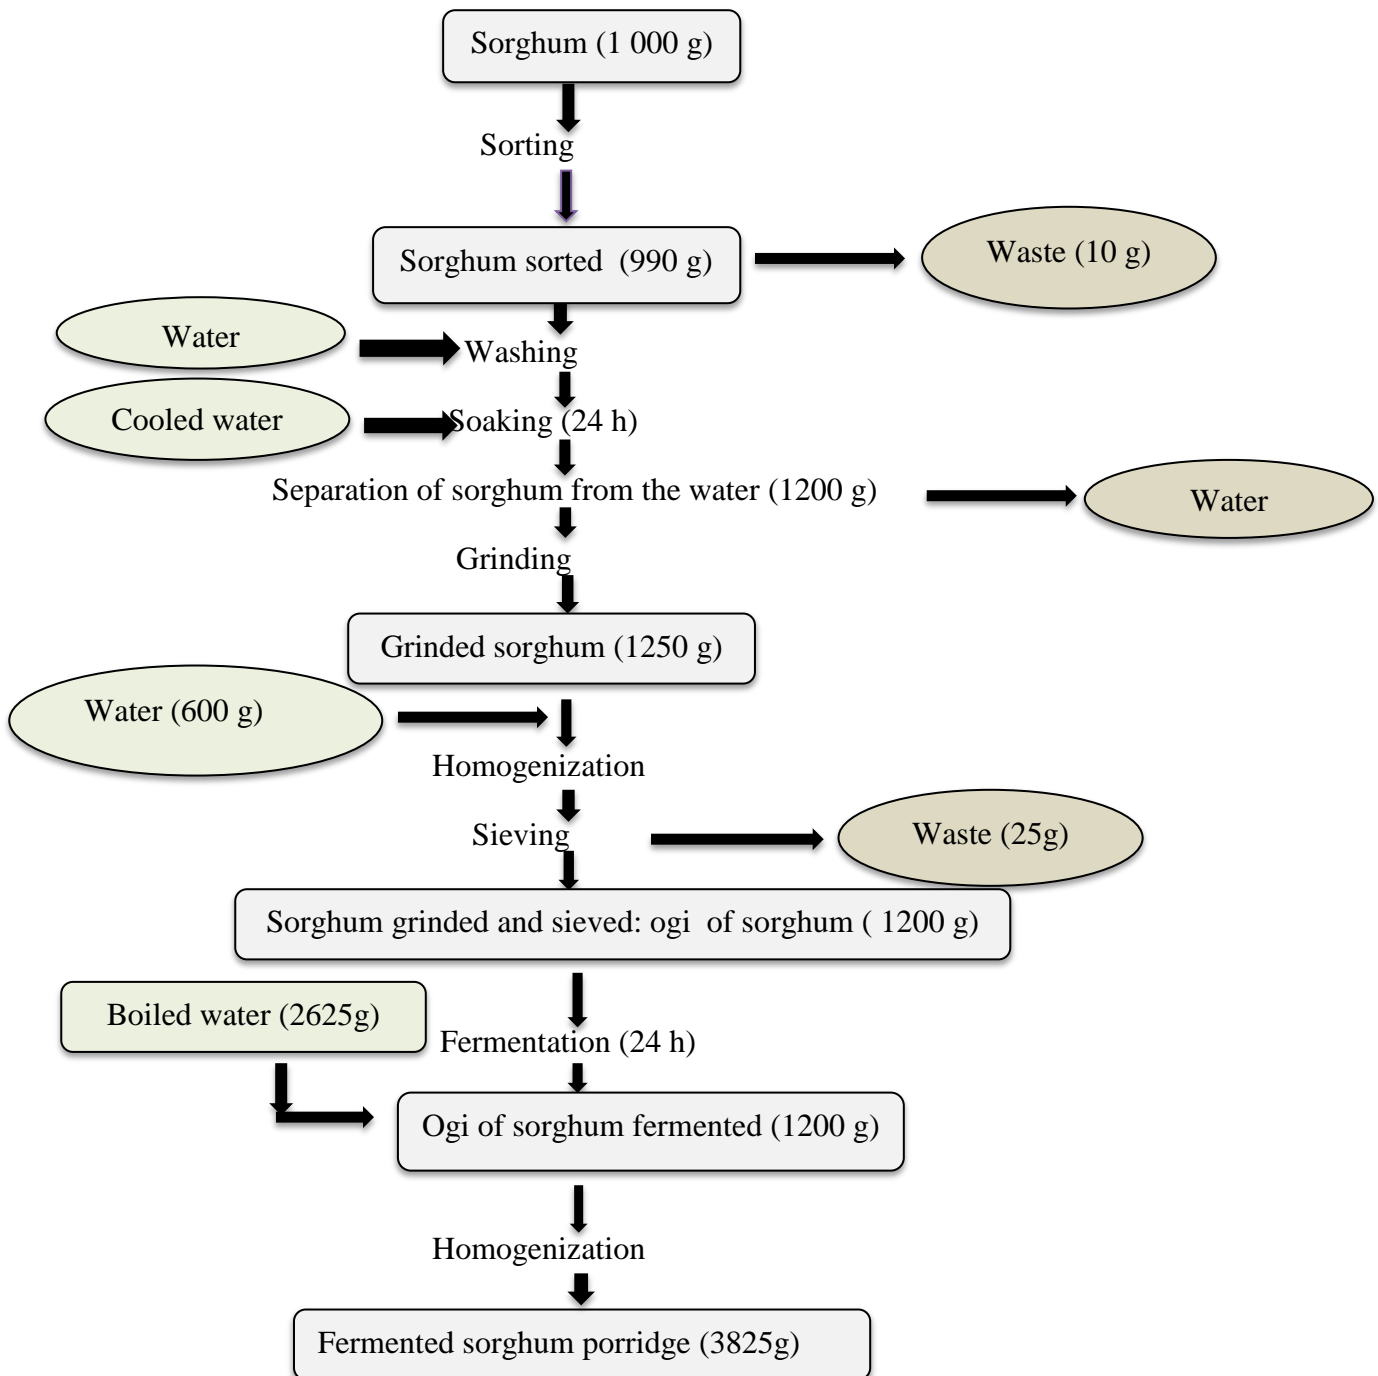 Sorghum (1 000 g)
Sorting
Sorghum sorted (990 g)
Waste (10 g)
Water
Washing
Cooled water
Soaking (24 h)
Separation of sorghum from the water (1200 g)
Water
Grinding
Grinded sorghum (1250 g)
Water (600 g)
Homogenization
Sieving
Waste (25g)
Sorghum grinded and sieved: ogi of sorghum ( 1200 g)
Boiled water (2625g)
Fermentation (24 h)
Ogi of sorghum fermented (1200 g)
Homogenization
Fermented sorghum porridge (3825g)